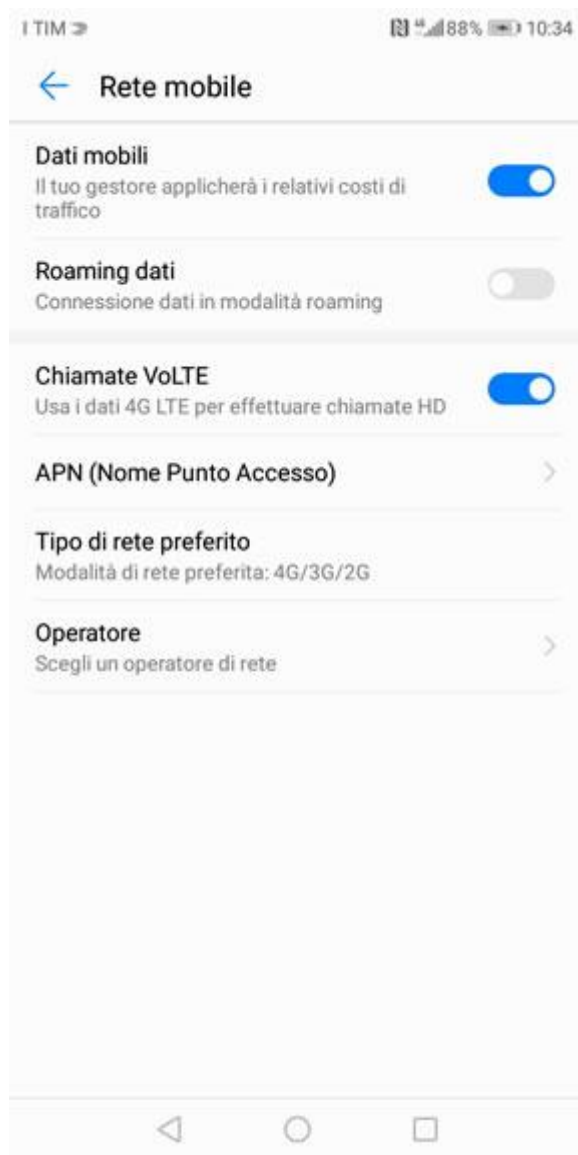 I TIM 88% 10:34
Rete mobile
Dati mobili
Il tuo gestore applicherà i relativi costi di
traffico
Roaming dati
Connessione dati in modalità roaming
Chiamate VoLTE
Usa i dati 4G LTE per effettuare chiamate HD
APN (Nome Punto Accesso)
Tipo di rete preferito
Modalità di rete preferita: 4G/3G/2G
Operatore
Scegli un operatore di rete